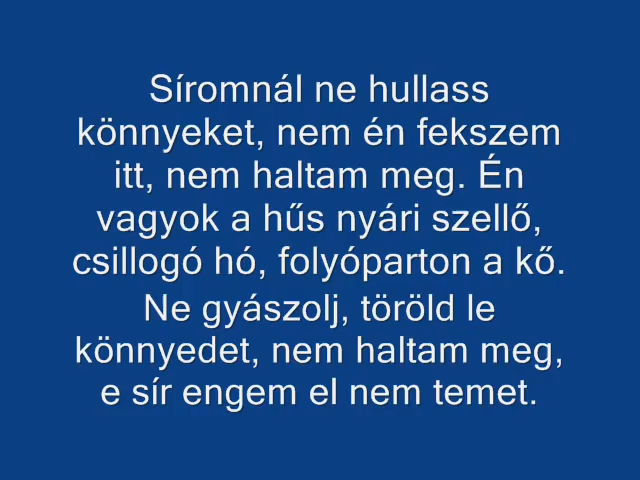 Síromnál ne hullass
könnyeket, nem én fekszem
itt, nem haltam meg. Én
vagyok a hűs nyári szellő,
csillogó hó, folyóparton a kő.
Ne gyászolj, töröld le
könnyedet, nem haltam meg,
e sír engem el nem temet.